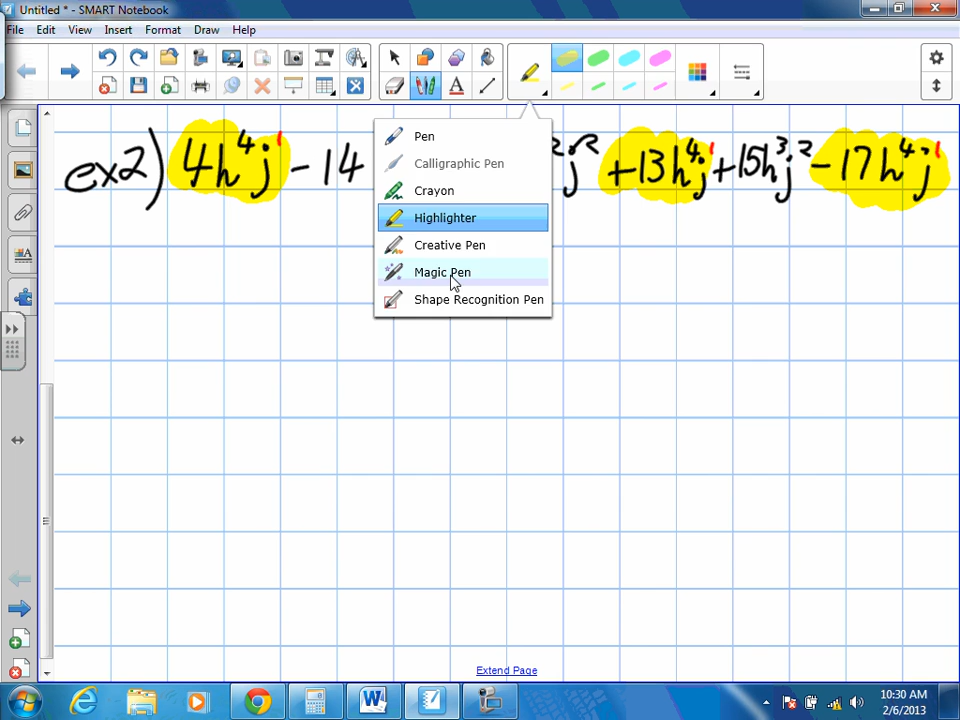 Untitled * - SMART Notebook
File Edit View Insert Format Draw Help
ex2) 4h⁴j¹ - 14 ²j² +13h⁴j¹ +15h³j² - 17h⁴j¹
Pen
Calligraphic Pen
Crayon
Highlighter
Creative Pen
Magic Pen
Shape Recognition Pen
Extend Page
10:30 AM
2/6/2013